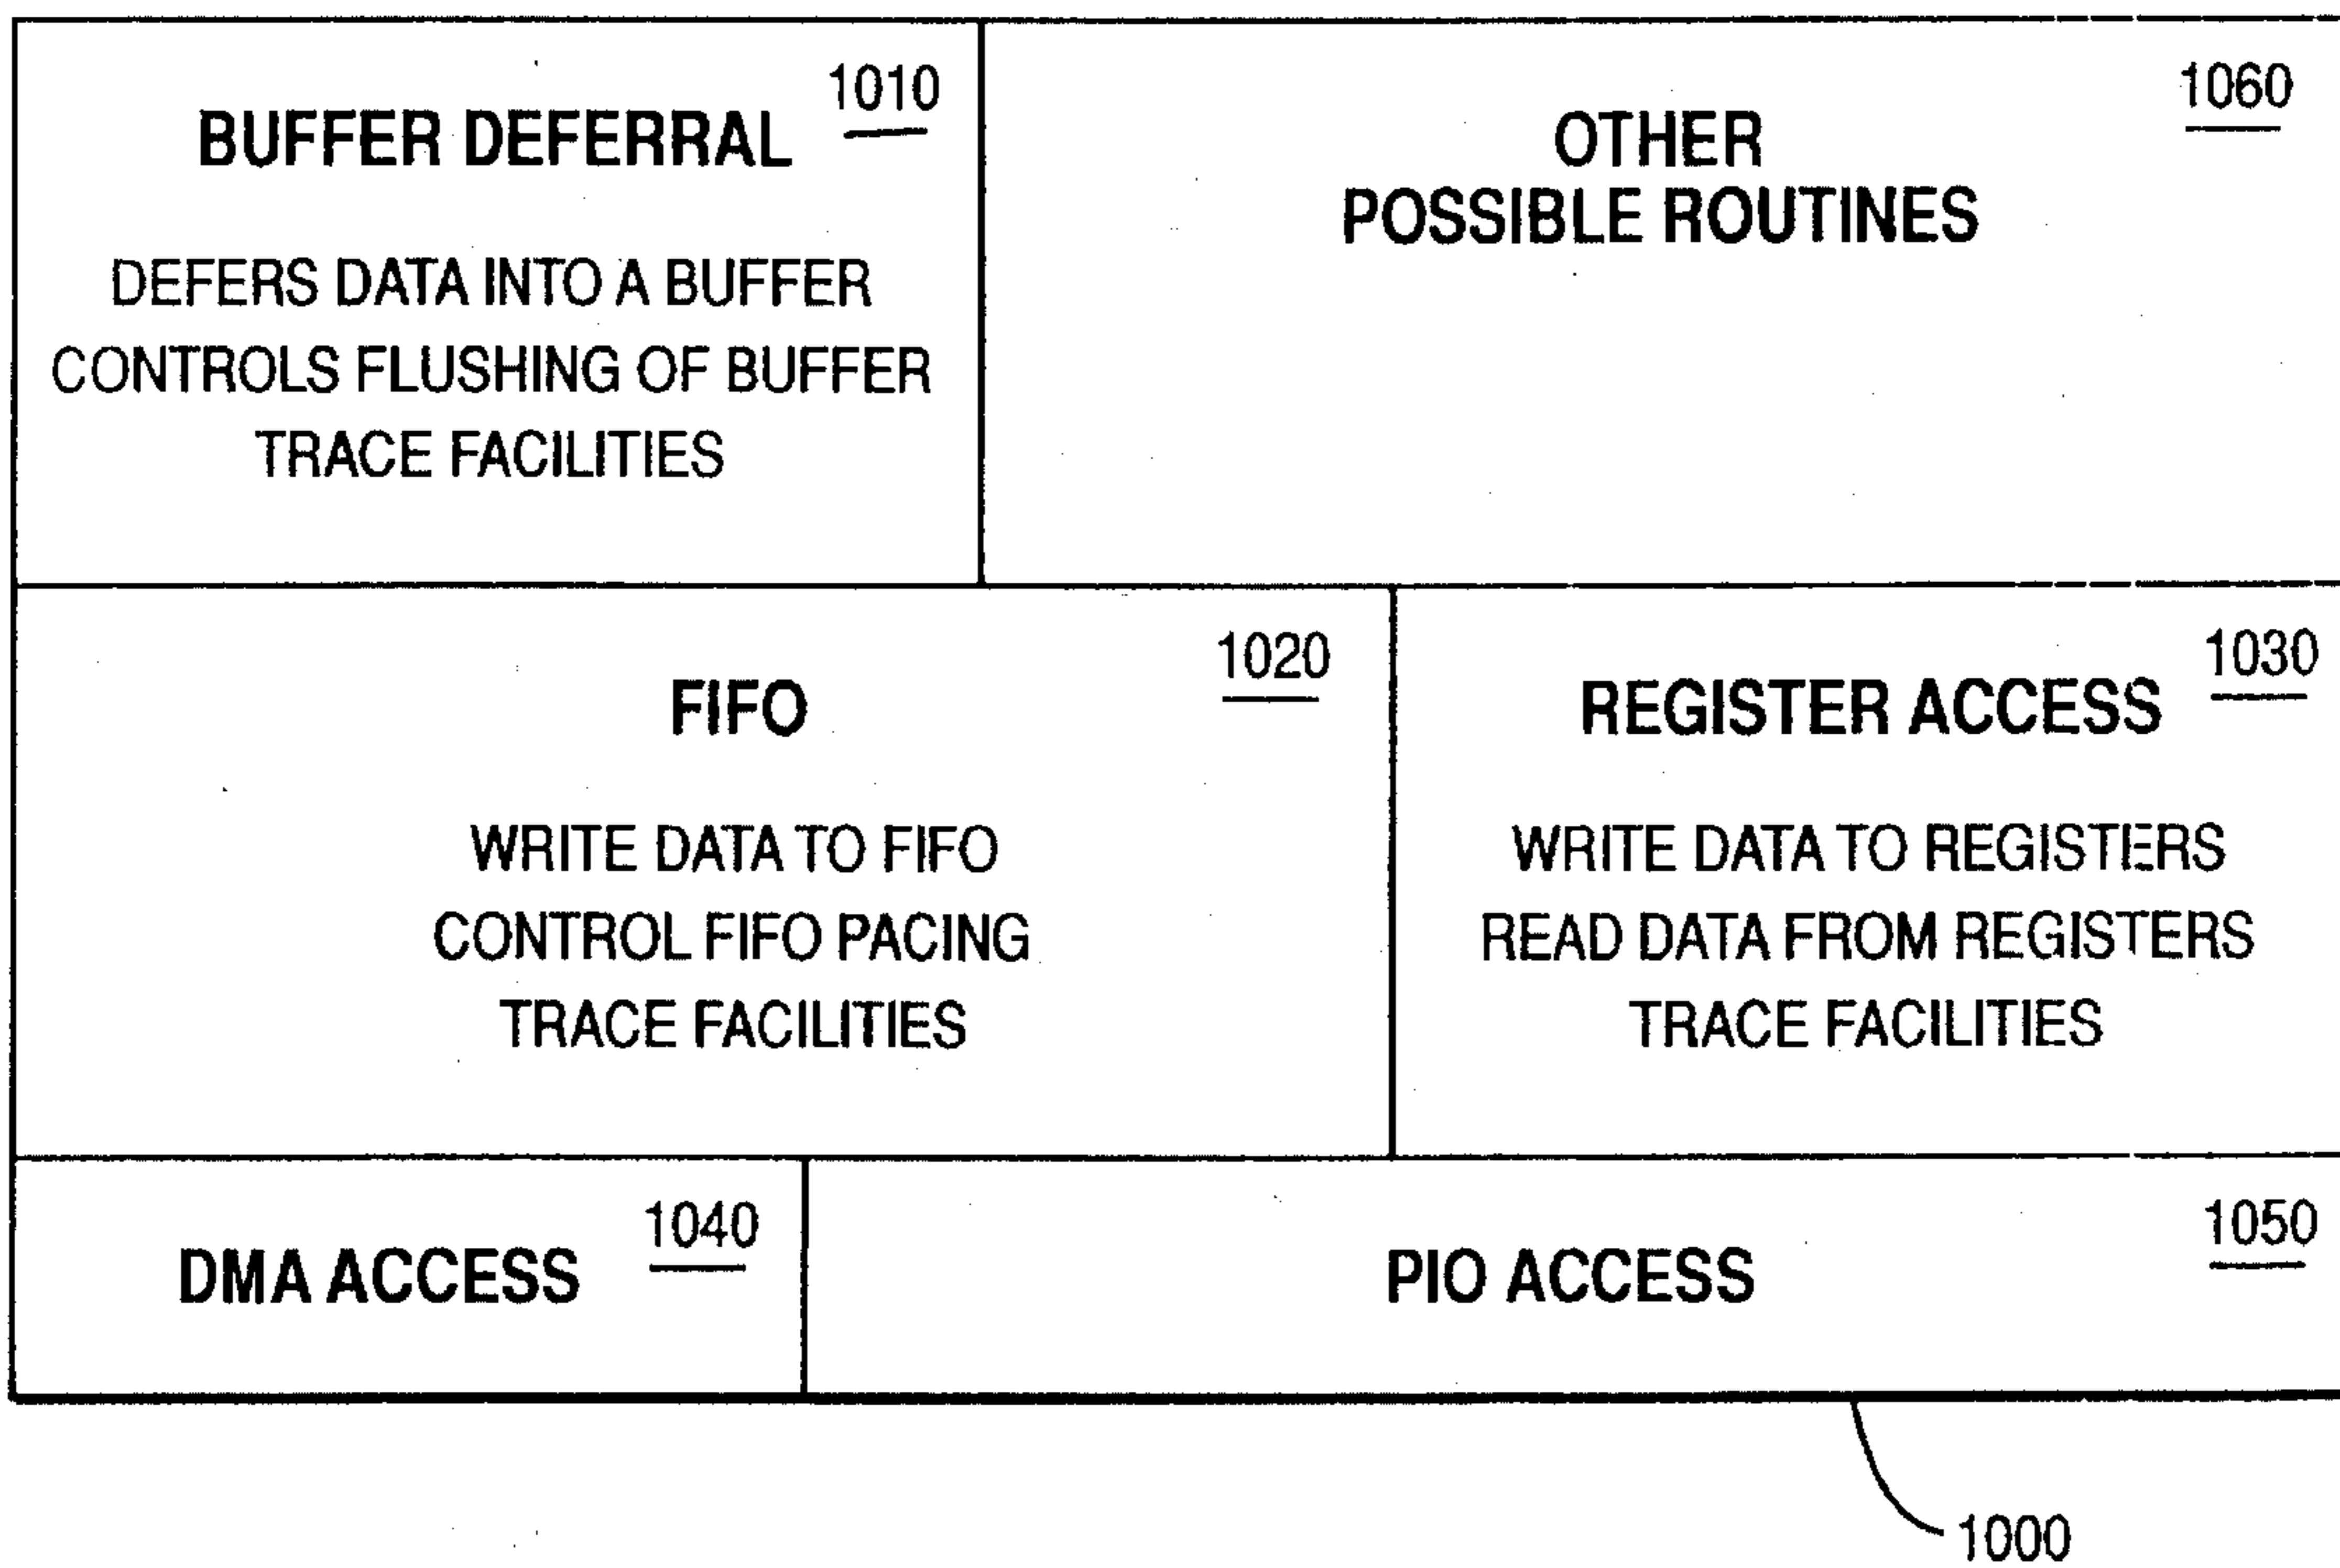 1010
BUFFER DEFERRAL
DEFERS DATA INTO A BUFFER
CONTROLS FLUSHING OF BUFFER
TRACE FACILITIES
1060
OTHER
POSSIBLE ROUTINES
1020
FIFO
WRITE DATA TO FIFO
CONTROL FIFO PACING
TRACE FACILITIES
1030
REGISTER ACCESS
WRITE DATA TO REGISTERS
READ DATA FROM REGISTERS
TRACE FACILITIES
1040
DMA ACCESS
1050
PIO ACCESS
1000